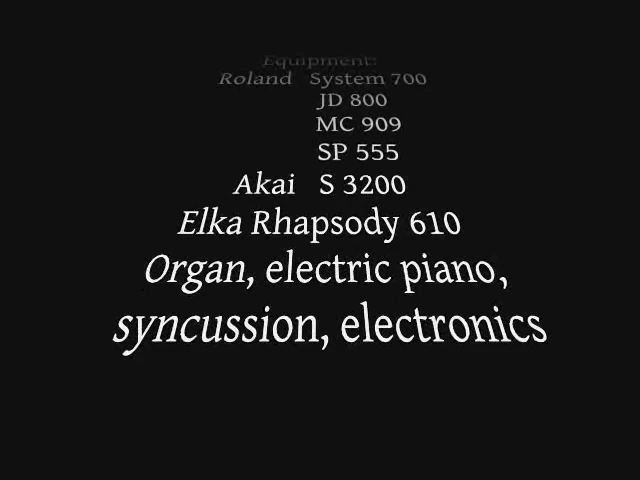 Equipment:
Roland System 700
JD 800
MC 909
SP 555
Akai S 3200
Elka Rhapsody 610
Organ, electric piano,
syncussion, electronics